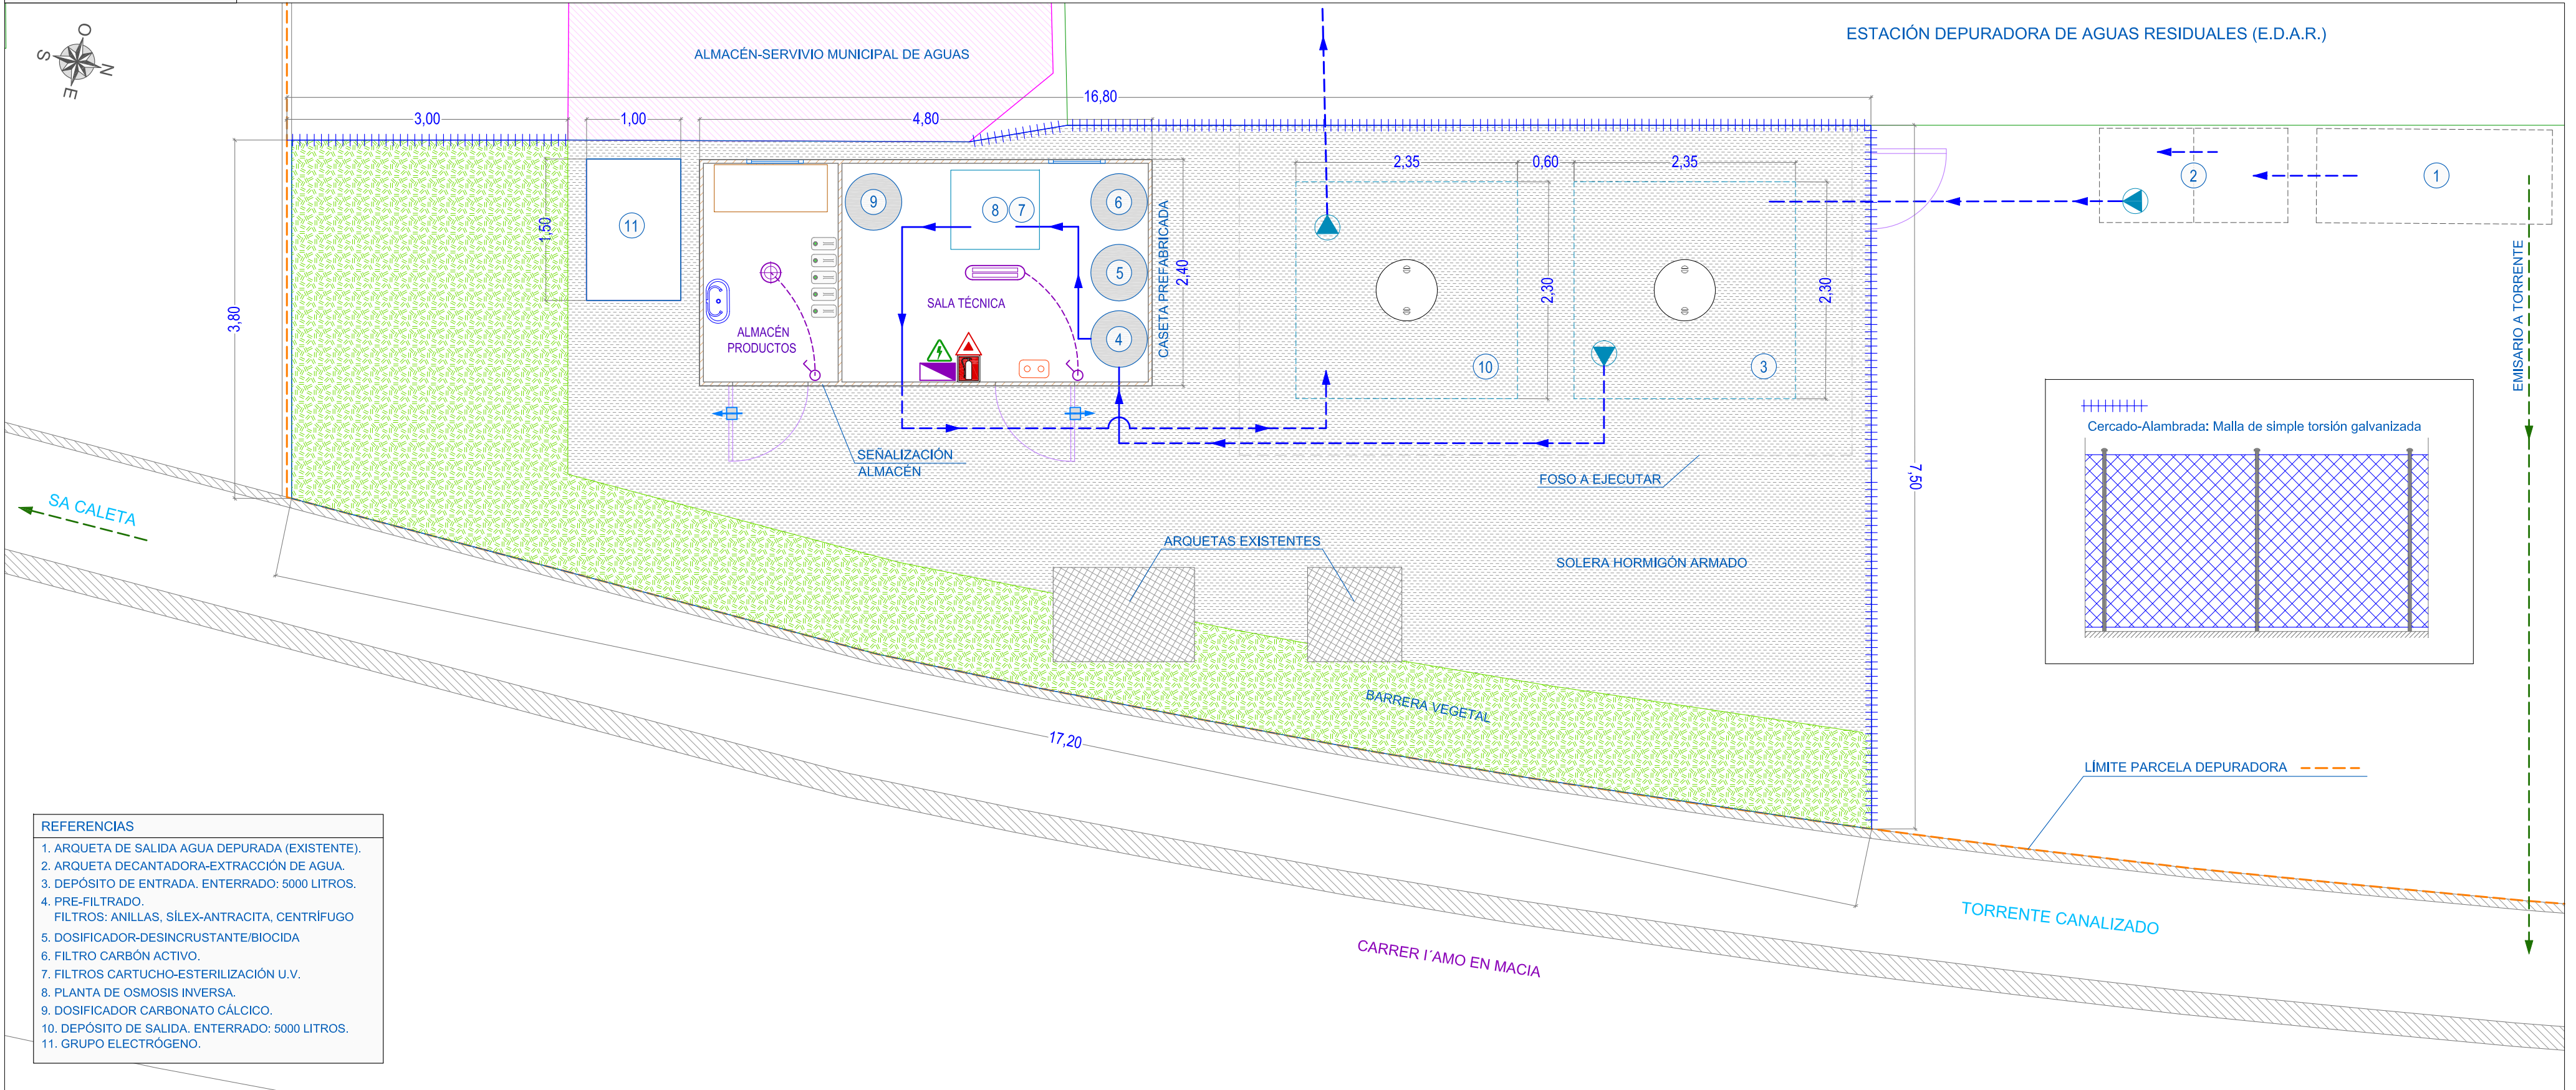 O
S
N
E
ALMACÉN-SERVIVIO MUNICIPAL DE AGUAS
ESTACIÓN DEPURADORA DE AGUAS RESIDUALES (E.D.A.R.)
16,80
3,00
1,00
4,80
2,35
0,60
2,35
2
1
9
8
7
6
11
1,50
5
4
SALA TÉCNICA
ALMACÉN
PRODUCTOS
CASETA PREFABRICADA
2,40
2,30
2,30
3,80
10
3
EMISARIO A TORRENTE
Cercado-Alambrada: Malla de simple torsión galvanizada
SEÑALIZACIÓN
ALMACÉN
FOSO A EJECUTAR
7,50
SA CALETA
ARQUETAS EXISTENTES
SOLERA HORMIGÓN ARMADO
BARRERA VEGETAL
17,20
LÍMITE PARCELA DEPURADORA
TORRENTE CANALIZADO
CARRER l´AMO EN MACIA
REFERENCIAS
1. ARQUETA DE SALIDA AGUA DEPURADA (EXISTENTE).
2. ARQUETA DECANTADORA-EXTRACCIÓN DE AGUA.
3. DEPÓSITO DE ENTRADA. ENTERRADO: 5000 LITROS.
4. PRE-FILTRADO.
FILTROS: ANILLAS, SÍLEX-ANTRACITA, CENTRÍFUGO
5. DOSIFICADOR-DESINCRUSTANTE/BIOCIDA
6. FILTRO CARBÓN ACTIVO.
7. FILTROS CARTUCHO-ESTERILIZACIÓN U.V.
8. PLANTA DE OSMOSIS INVERSA.
9. DOSIFICADOR CARBONATO CÁLCICO.
10. DEPÓSITO DE SALIDA. ENTERRADO: 5000 LITROS.
11. GRUPO ELECTRÓGENO.